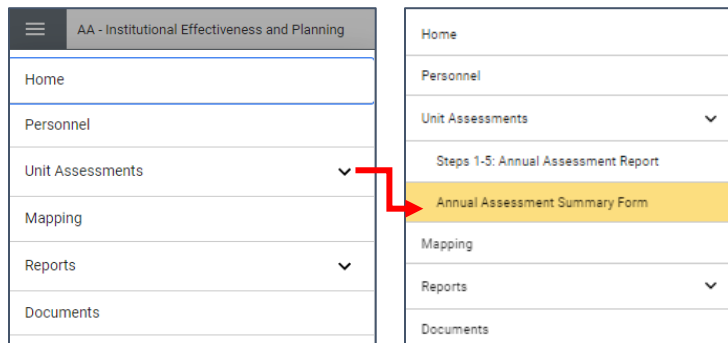 AA - Institutional Effectiveness and Planning
Home
Personnel
Unit Assessments
Mapping
Reports
Documents
Home
Personnel
Unit Assessments
Steps 1-5: Annual Assessment Report
Annual Assessment Summary Form
Mapping
Reports
Documents